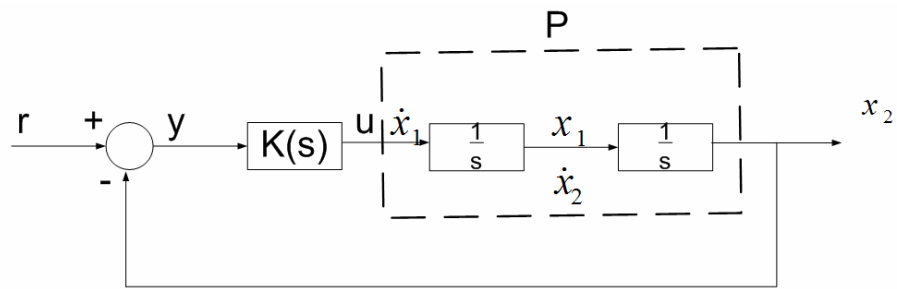 P
r
+
y
K(s)
u
ẋ₁
1
s
x₁
ẋ₂
1
s
x₂
-